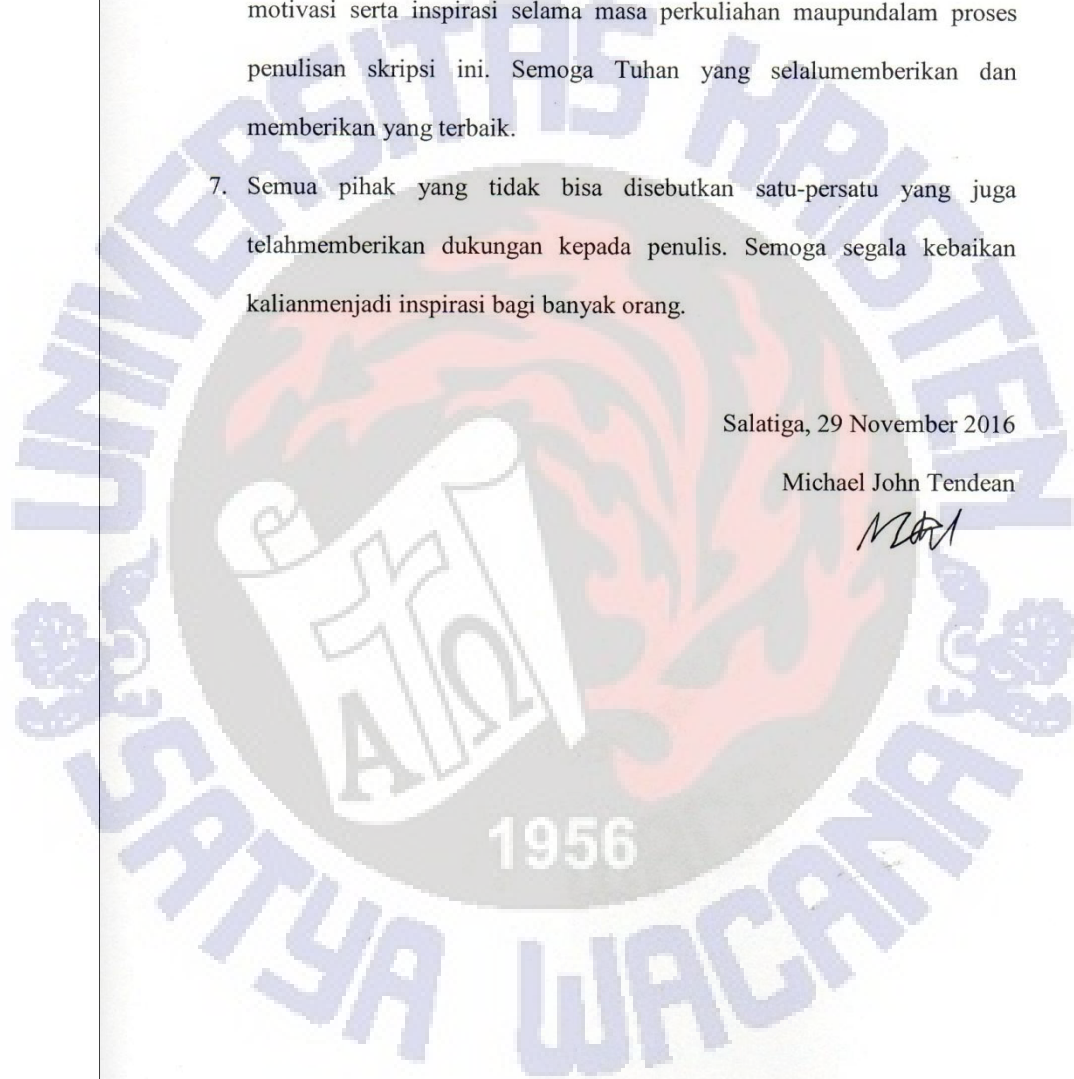 motivasi serta inspirasi selama masa perkuliahan maupundalam proses
penulisan skripsi ini. Semoga Tuhan yang selalumemberikan dan
memberikan yang terbaik.
7. Semua pihak yang tidak bisa disebutkan satu-persatu yang juga
telahmemberikan dukungan kepada penulis. Semoga segala kebaikan
kalianmenjadi inspirasi bagi banyak orang.
Salatiga, 29 November 2016
Michael John Tendean
UNIVERSITAS KRISTEN
SATYA WACANA
Α Ω
1956